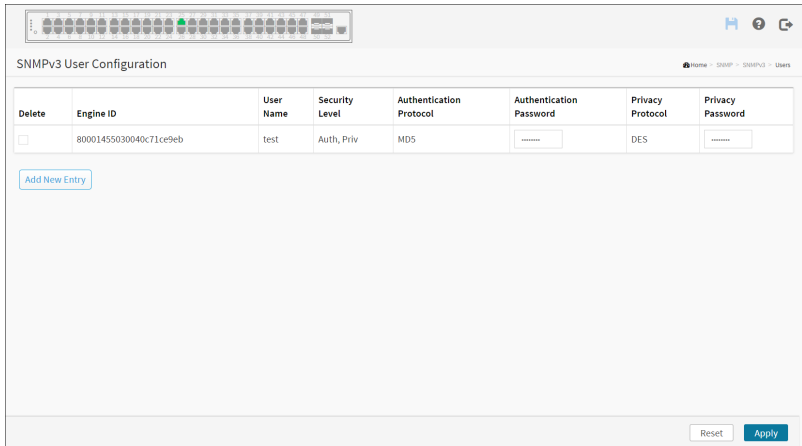 SNMPv3 User Configuration
Home > SNMP > SNMPv3 > Users
Delete Engine ID User Name Security Level Authentication Protocol Authentication Password Privacy Protocol Privacy Password
80001455030040c71ce9eb test Auth, Priv MD5 •••••••• DES ••••••••
Add New Entry
Reset Apply